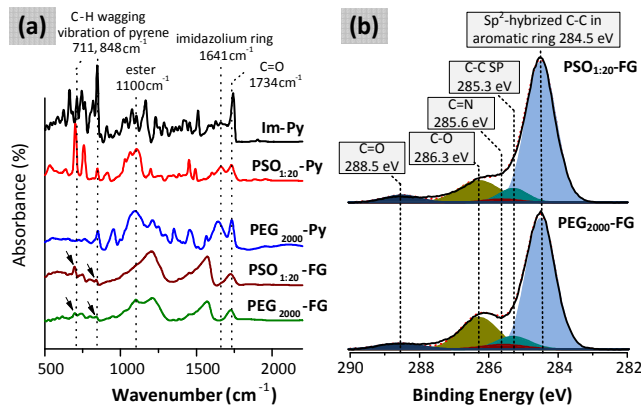 (a)
C-H wagging
vibration of pyrene
711, 848cm⁻¹
ester
1100cm⁻¹
imidazolium ring
1641cm⁻¹
C=O
1734cm⁻¹
Im-Py
PSO₁:₂₀-Py
PEG₂₀₀₀-Py
PSO₁:₂₀-FG
PEG₂₀₀₀-FG
Absorbance (%)
500 1000 1500 2000
Wavenumber (cm⁻¹)
(b)
Sp²-hybrized C-C in
aromatic ring 284.5 eV
PSO₁:₂₀-FG
C-C SP
285.3 eV
C=N
285.6 eV
C-O
286.3 eV
C=O
288.5 eV
PEG₂₀₀₀-FG
290 288 286 284 282
Binding Energy (eV)